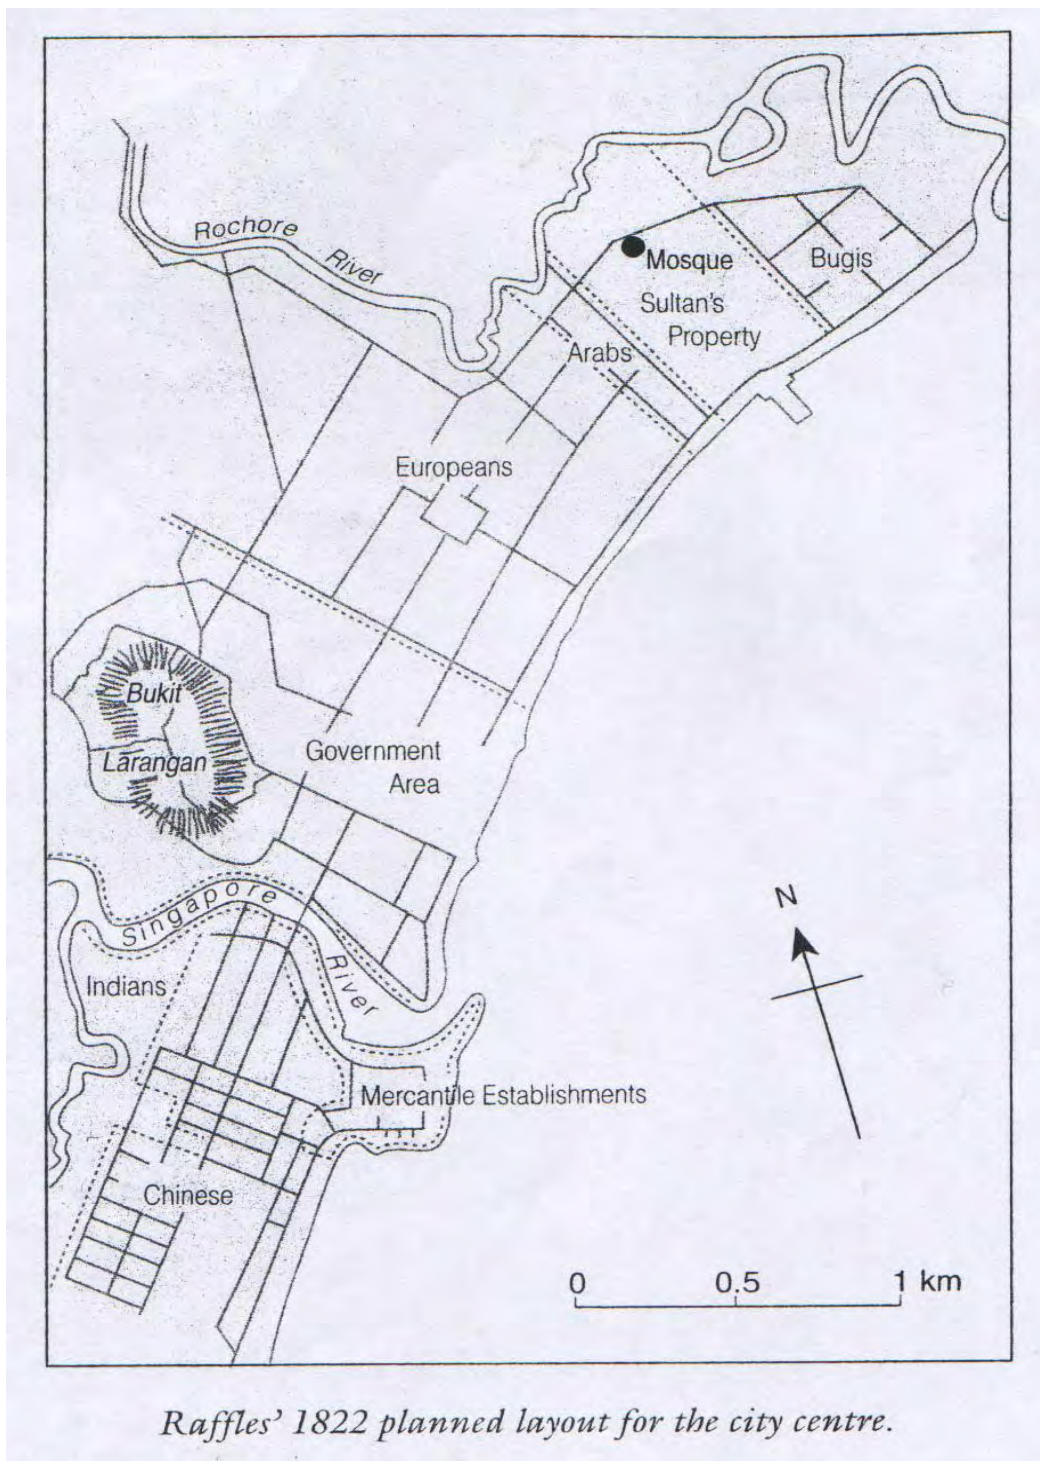 Rochore
River
Mosque
Bugis
Sultan's
Property
Arabs
Europeans
Bukit
Larangan
Government
Area
Singapore
River
N
Indians
Mercantile Establishments
Chinese
0 0.5 1 km
Raffles' 1822 planned layout for the city centre.